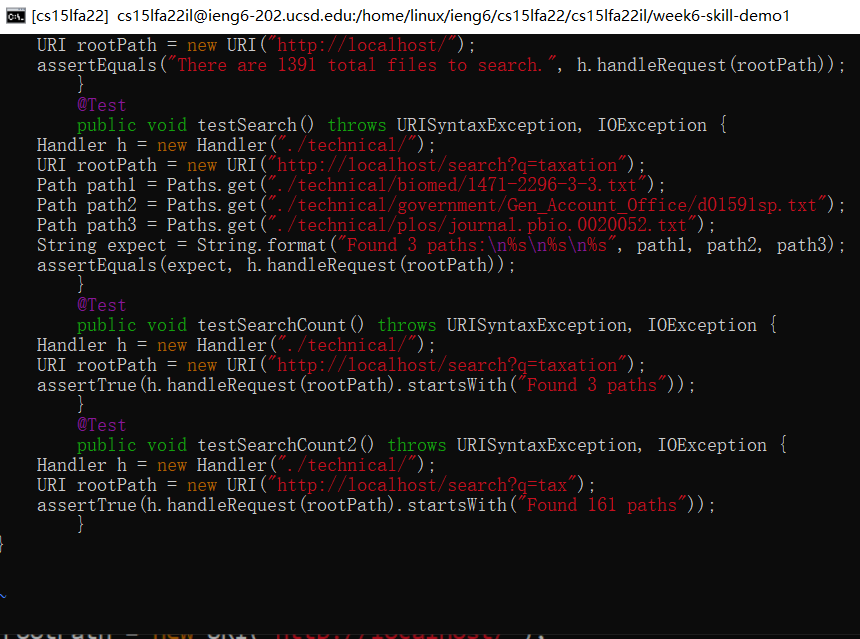 [cs15lfa22] cs15lfa22il@ieng6-202.ucsd.edu:/home/linux/ieng6/cs15lfa22/cs15lfa22il/week6-skill-demo1
URI rootPath = new URI("http://localhost/");
assertEquals("There are 1391 total files to search.", h.handleRequest(rootPath));
}
@Test
public void testSearch() throws URISyntaxException, IOException {
Handler h = new Handler("./technical/");
URI rootPath = new URI("http://localhost/search?q=taxation");
Path path1 = Paths.get("./technical/biomed/1471-2296-3-3.txt");
Path path2 = Paths.get("./technical/government/Gen_Account_Office/d01591sp.txt");
Path path3 = Paths.get("./technical/plos/journal.pbio.0020052.txt");
String expect = String.format("Found 3 paths:\n%s\n%s\n%s", path1, path2, path3);
assertEquals(expect, h.handleRequest(rootPath));
}
@Test
public void testSearchCount() throws URISyntaxException, IOException {
Handler h = new Handler("./technical/");
URI rootPath = new URI("http://localhost/search?q=taxation");
assertTrue(h.handleRequest(rootPath).startsWith("Found 3 paths"));
}
@Test
public void testSearchCount2() throws URISyntaxException, IOException {
Handler h = new Handler("./technical/");
URI rootPath = new URI("http://localhost/search?q=tax");
assertTrue(h.handleRequest(rootPath).startsWith("Found 161 paths"));
}
}
~